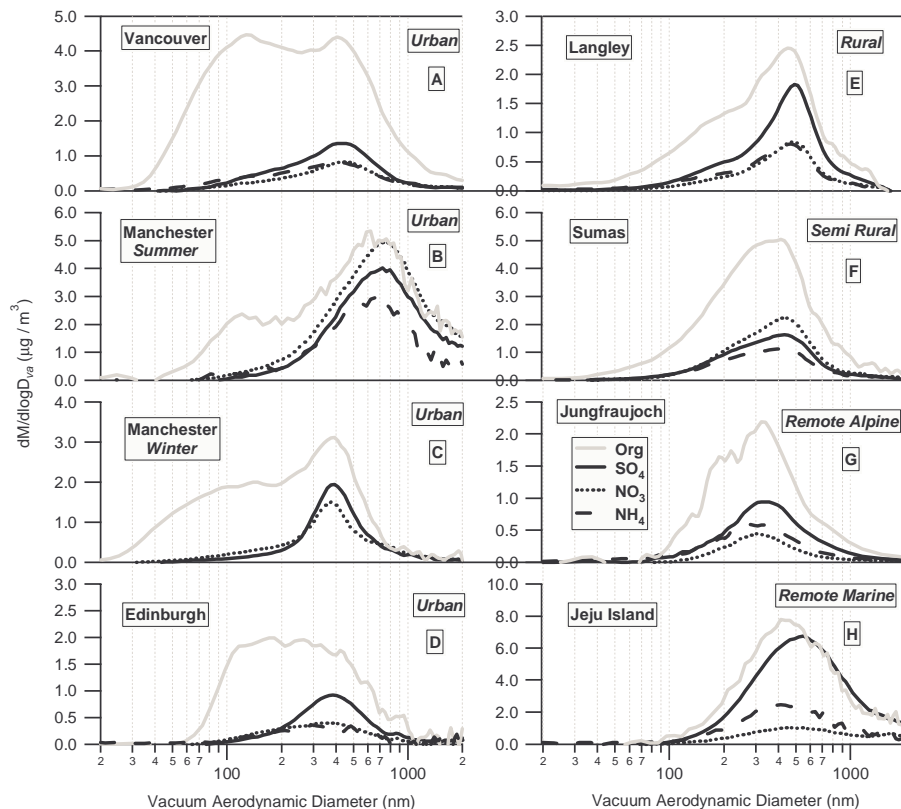 5.0
4.0
3.0
2.0
1.0
0.0
Vancouver
Urban
A
6.0
5.0
4.0
3.0
2.0
1.0
0.0
Manchester
Summer
Urban
B
4.0
3.0
2.0
1.0
0.0
Manchester
Winter
Urban
C
3.0
2.5
2.0
1.5
1.0
0.5
0.0
Edinburgh
Urban
D
2 3 4 5 6 7 100 2 3 4 5 6 7 1000 2
Vacuum Aerodynamic Diameter (nm)
dM/dlogDva (µg / m3)
3.0
2.5
2.0
1.5
1.0
0.5
0.0
Langley
Rural
E
6.0
5.0
4.0
3.0
2.0
1.0
0.0
Sumas
Semi Rural
F
2.5
2.0
1.5
1.0
0.5
0.0
Jungfraujoch
Remote Alpine
G
Org
SO4
NO3
NH4
10.0
8.0
6.0
4.0
2.0
0.0
Jeju Island
Remote Marine
H
2 3 4 5 6 7 100 2 3 4 5 6 7 1000
Vacuum Aerodynamic Diameter (nm)